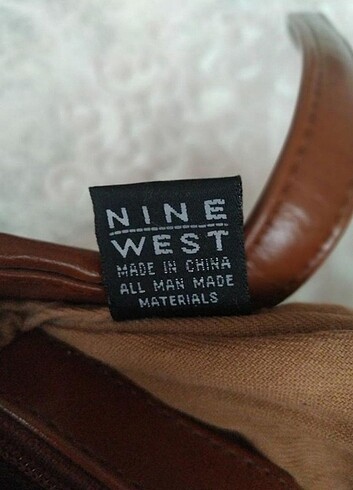 NINE
WEST
MADE IN CHINA
ALL MAN MADE
MATERIALS